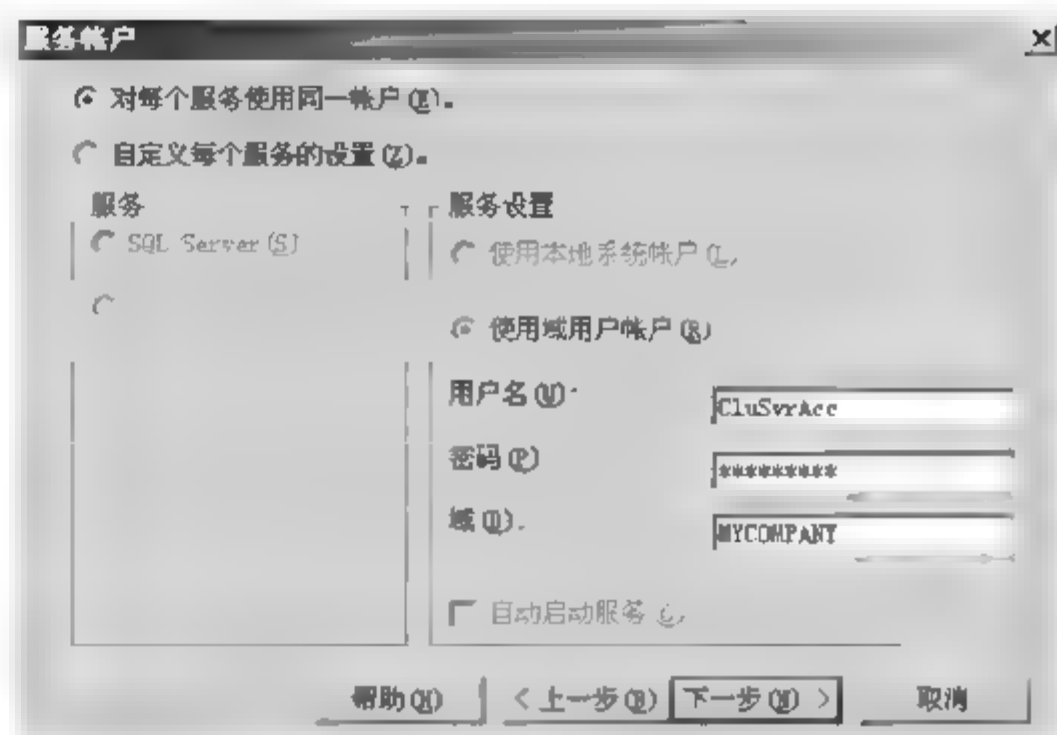 服务帐户
对每个服务使用同一帐户(E)。
自定义每个服务的设置(Z)。
服务
SQL Server(S)
服务设置
使用本地系统帐户(L)
使用域用户帐户(R)
用户名(U):
CluSvrAcc
密码(P)
*********
域(D).
MYCOMPANY
自动启动服务
帮助(H)
< 上一步(B)
下一步(N) >
取消